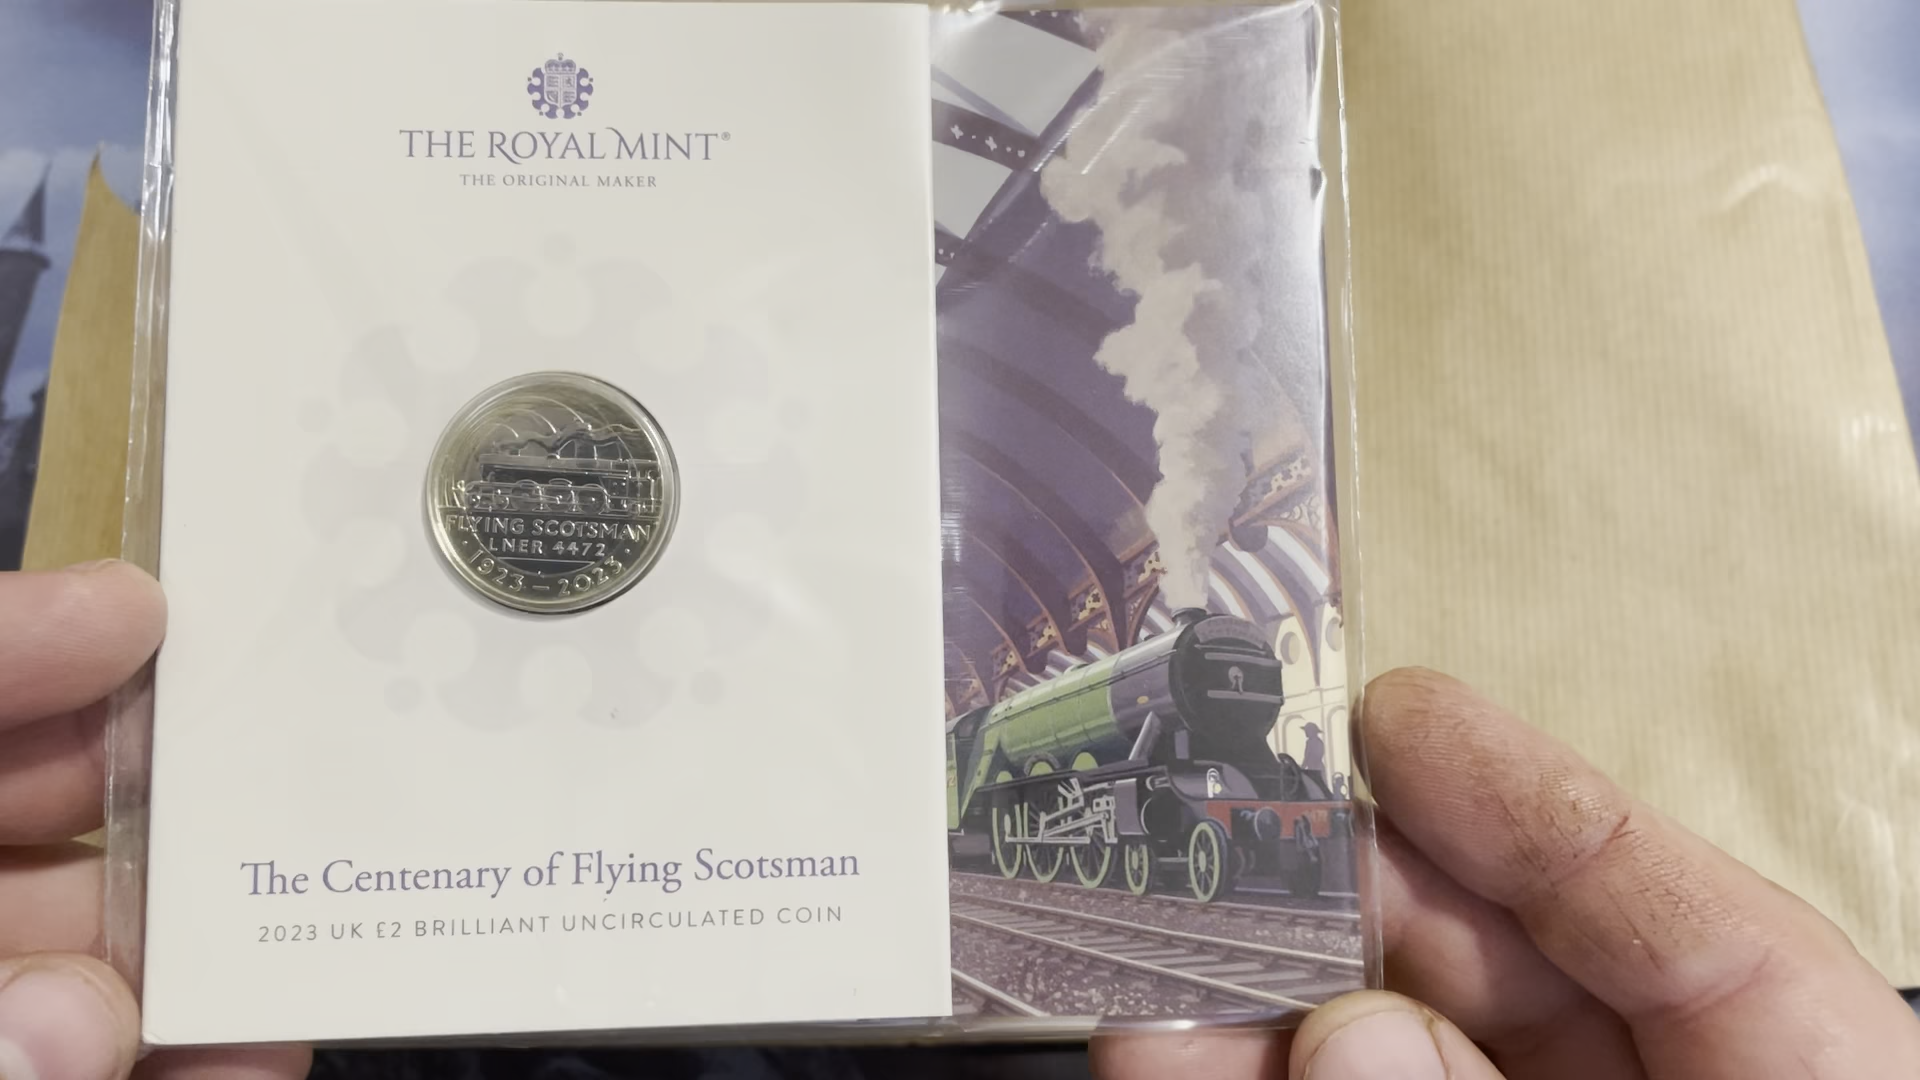 THE ROYAL MINT®
THE ORIGINAL MAKER
FLYING SCOTSMAN
LNER 4472
1923 – 2023
The Centenary of Flying Scotsman
2023 UK £2 BRILLIANT UNCIRCULATED COIN